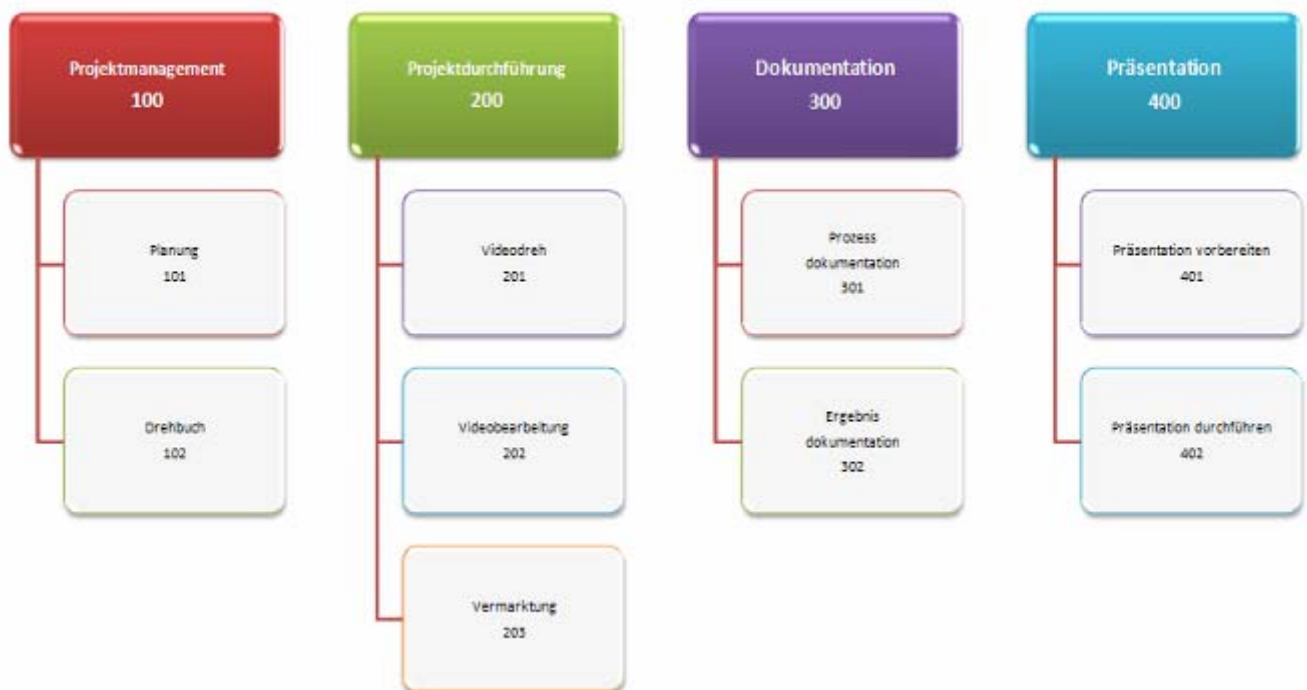 Projektmanagement
100
Planung
101
Drehbuch
102
Projektdurchführung
200
Videodreh
201
Videobearbeitung
202
Vermarktung
203
Dokumentation
300
Prozess
dokumentation
301
Ergebnis
dokumentation
302
Präsentation
400
Präsentation vorbereiten
401
Präsentation durchführen
402